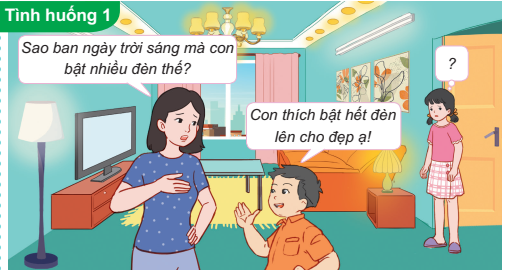 Tình huống 1
Sao ban ngày trời sáng mà con
bật nhiều đèn thế?
?
Con thích bật hết đèn
lên cho đẹp ạ!